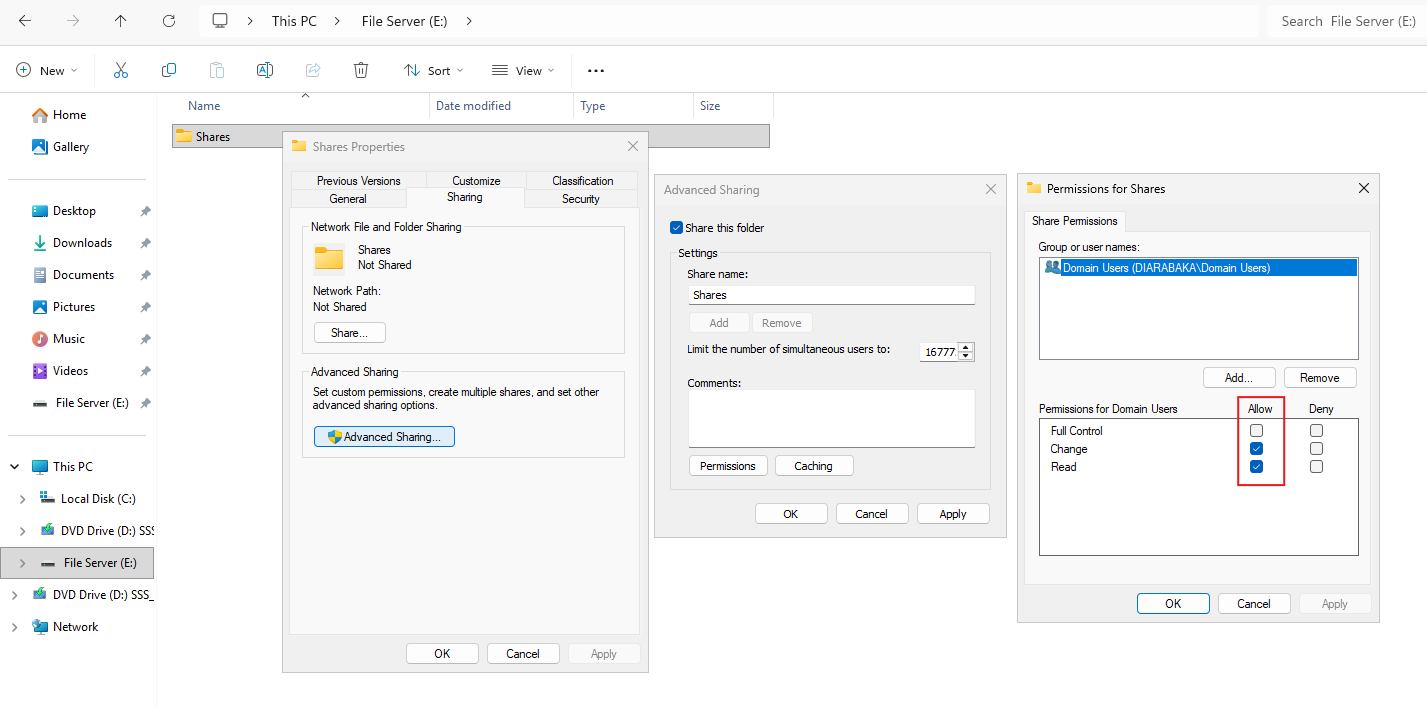 This PC
File Server (E:)
Search File Server (E:)
New
Sort
View
Name
Date modified
Type
Size
Home
Gallery
Desktop
Downloads
Documents
Pictures
Music
Videos
File Server (E:)
This PC
Local Disk (C:)
DVD Drive (D:) SSS
File Server (E:)
DVD Drive (D:) SSS_
Network
Shares
Shares Properties
Previous Versions
Customize
Classification
General
Sharing
Security
Network File and Folder Sharing
Shares
Not Shared
Network Path:
Not Shared
Share...
Advanced Sharing
Set custom permissions, create multiple shares, and set other
advanced sharing options.
Advanced Sharing...
OK
Cancel
Apply
Advanced Sharing
Share this folder
Settings
Share name:
Shares
Add
Remove
Limit the number of simultaneous users to:
16777
Comments:
Permissions
Caching
OK
Cancel
Apply
Permissions for Shares
Share Permissions
Group or user names:
Domain Users (DIARABAKA\Domain Users)
Add...
Remove
Permissions for Domain Users
Allow
Deny
Full Control
Change
Read
OK
Cancel
Apply